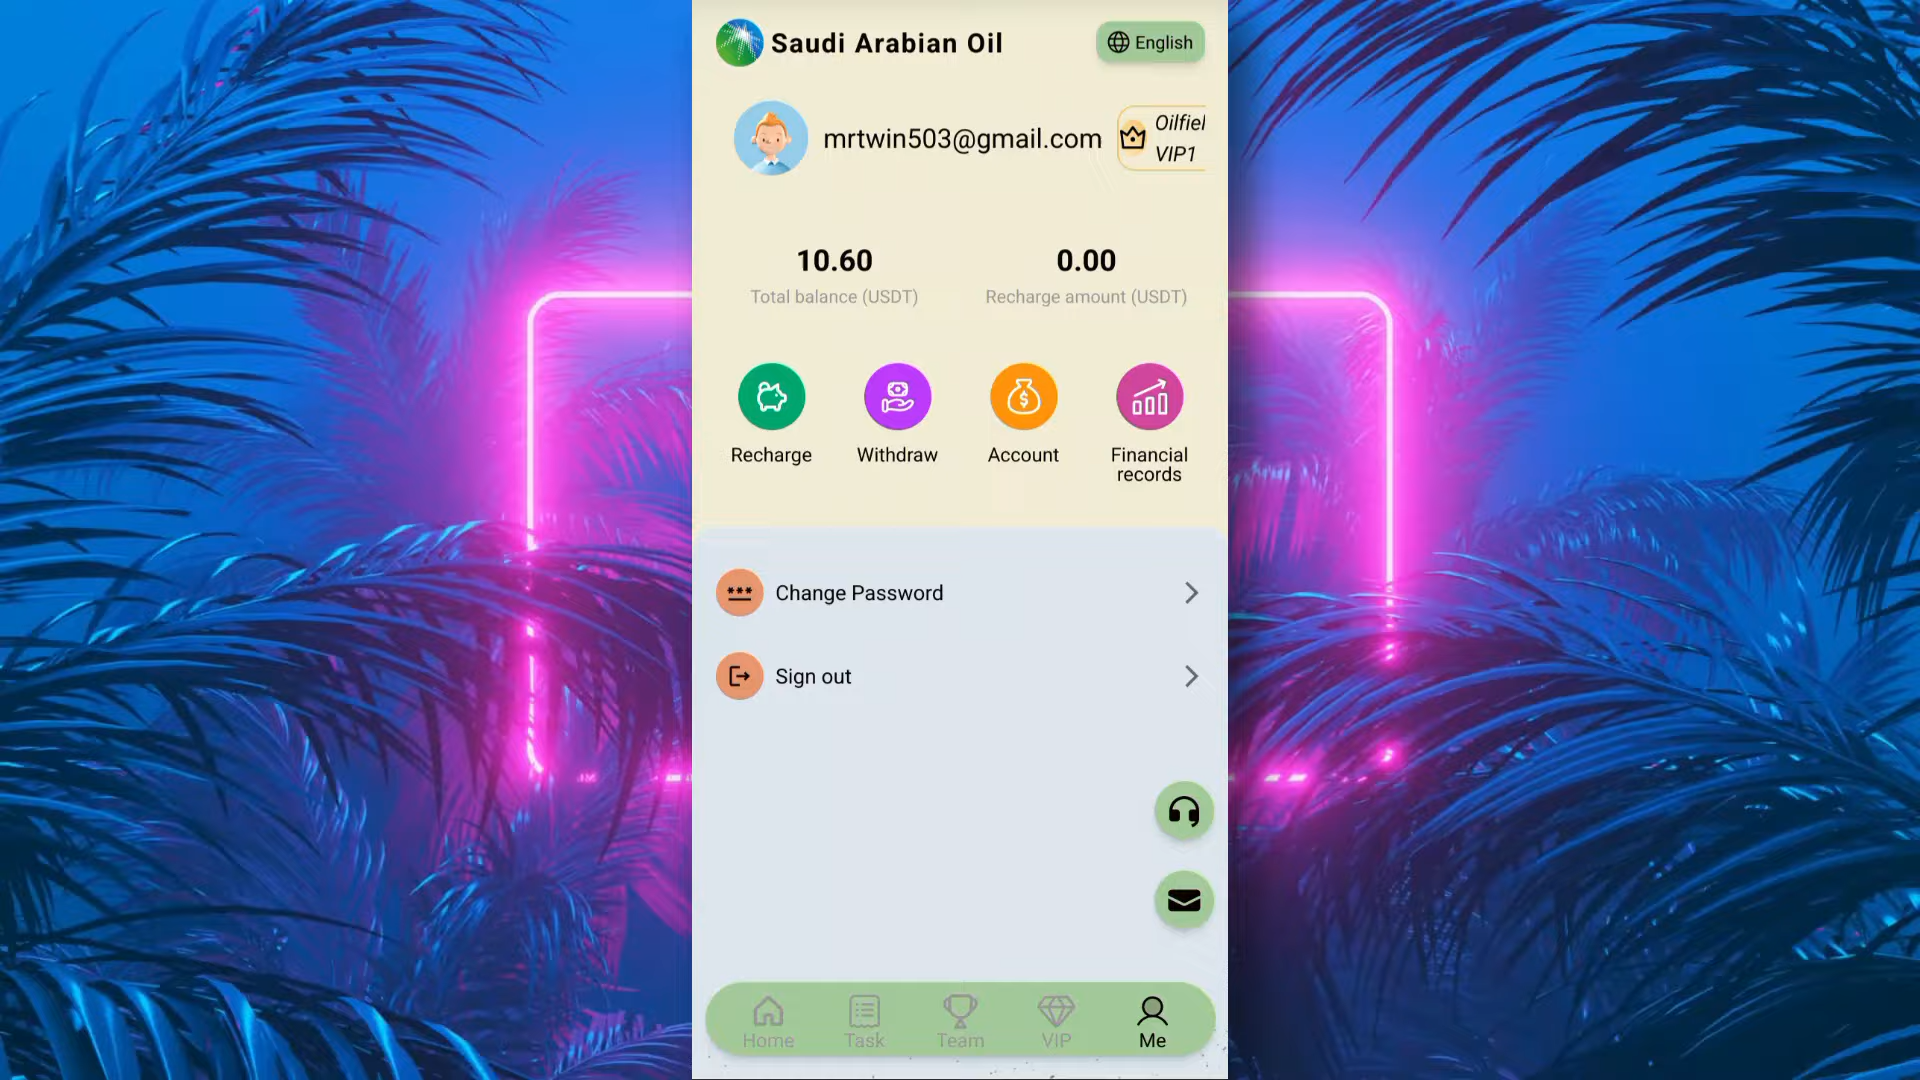 Saudi Arabian Oil
English
mrtwin503@gmail.com
Oilfiel
VIP1
10.60
0.00
Total balance (USDT)
Recharge amount (USDT)
Recharge
Withdraw
Account
Financial
records
Change Password
Sign out
Home
Task
Team
VIP
Me